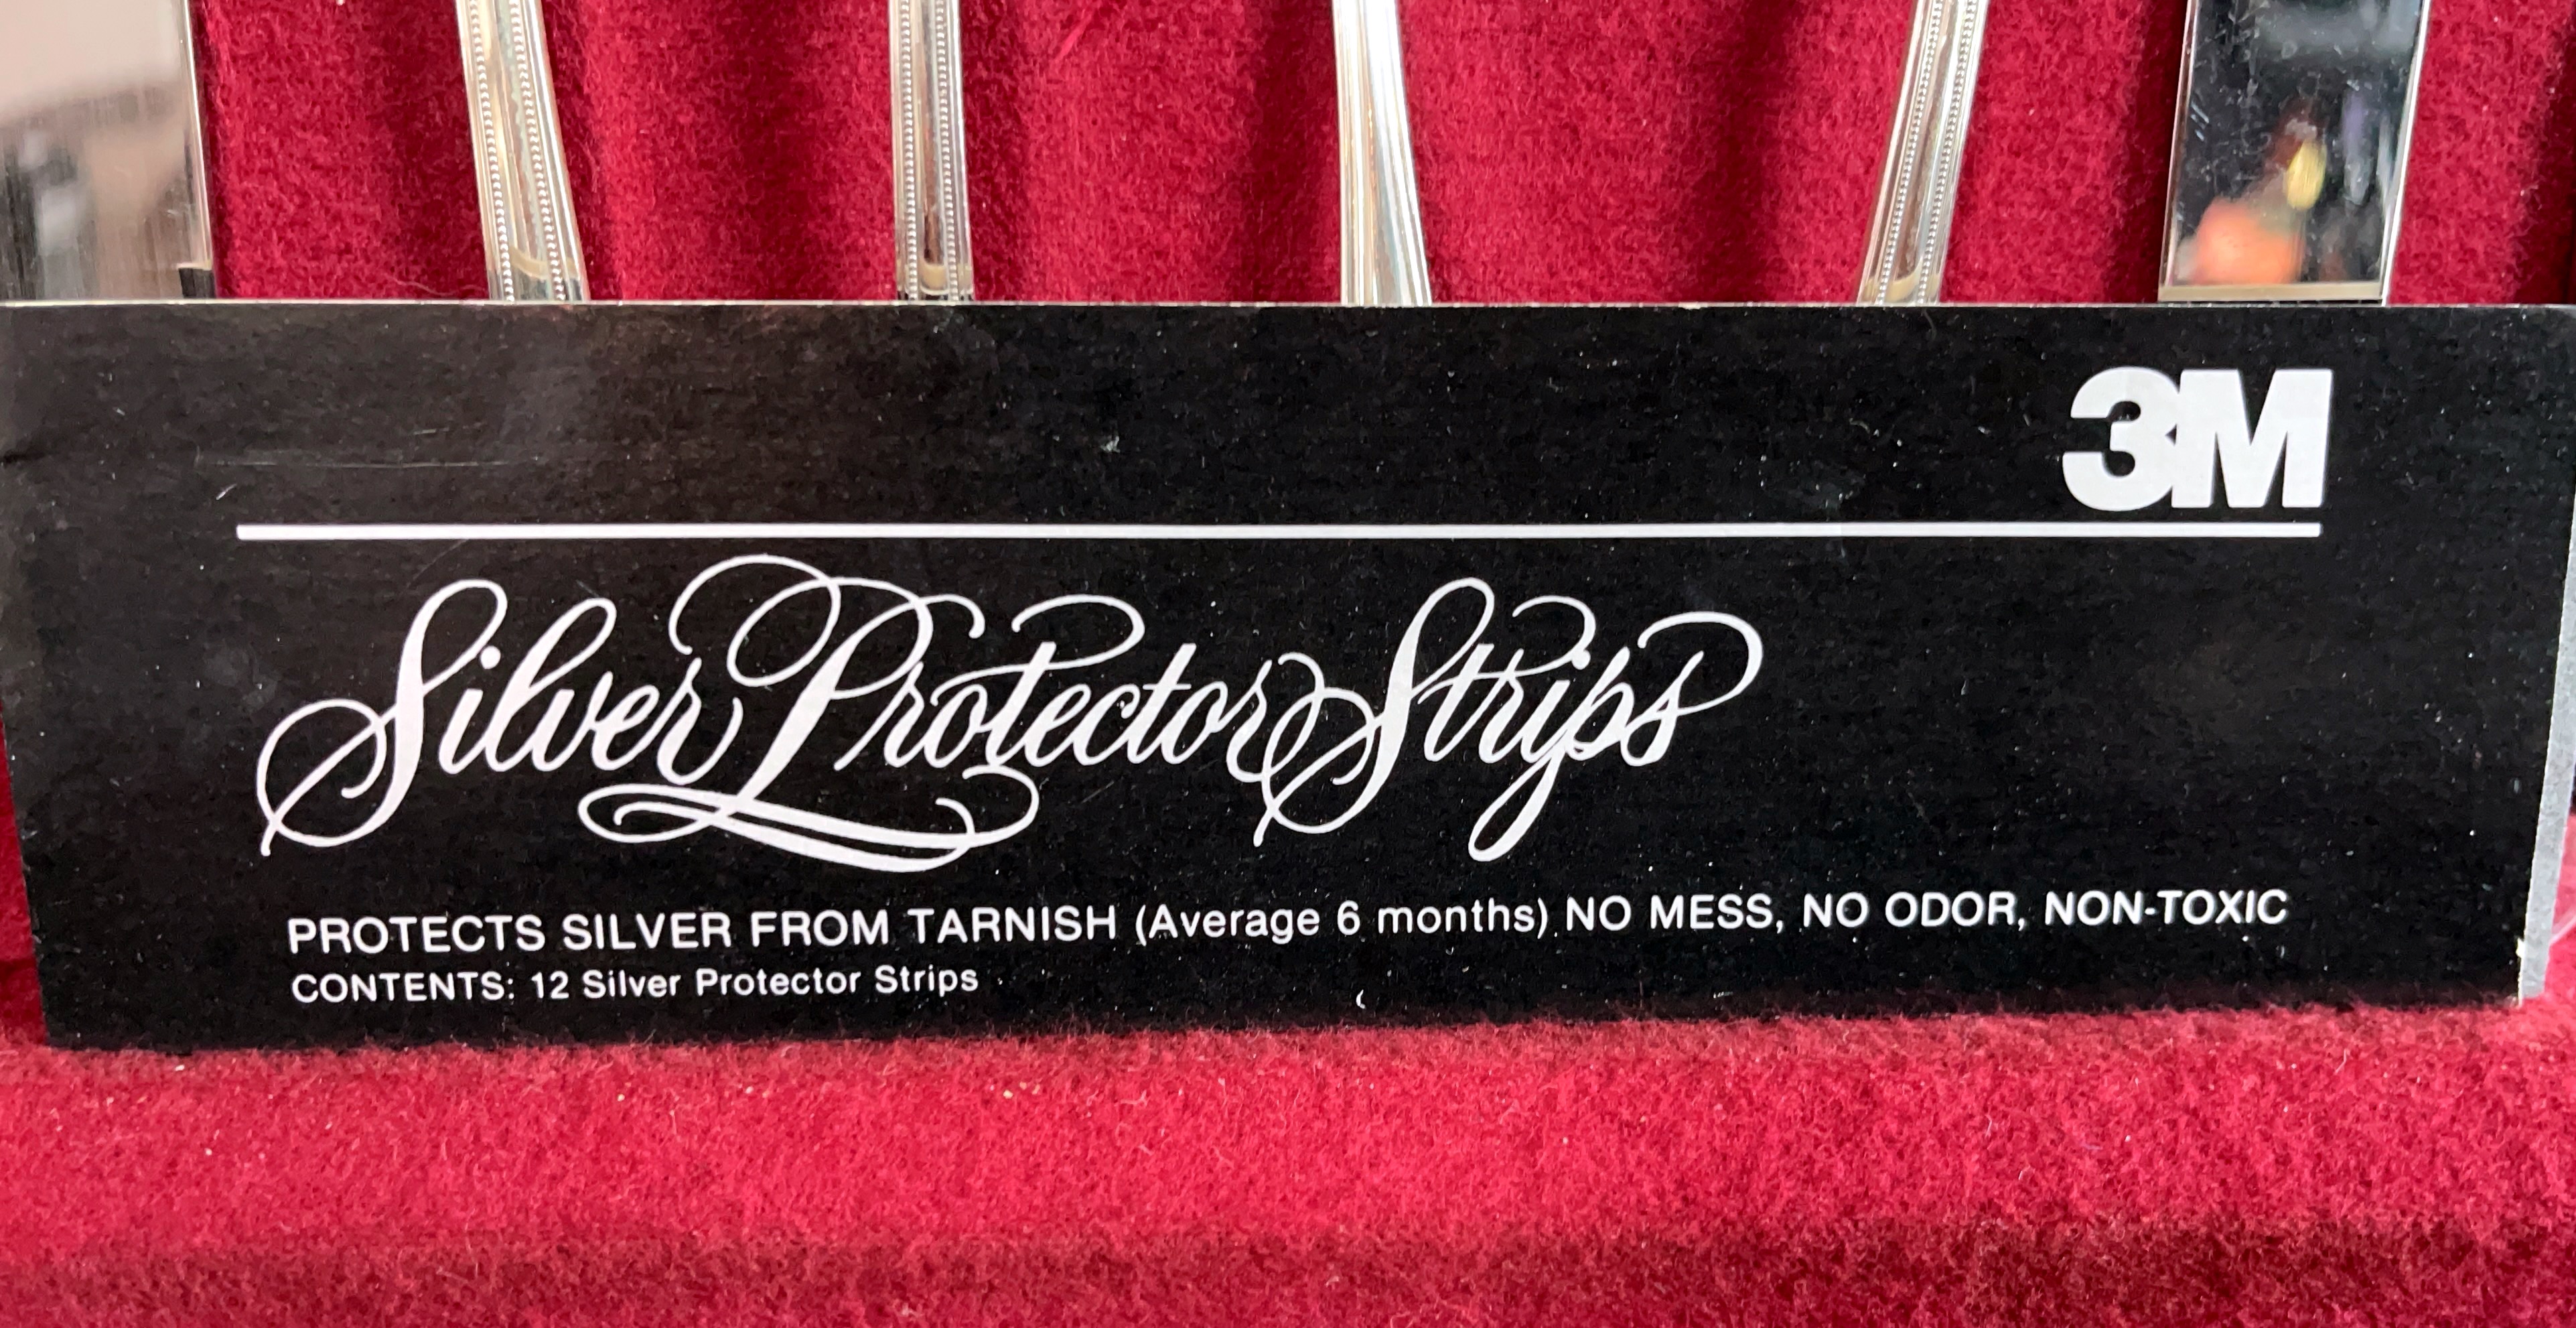 3M
Silver Protector Strips
PROTECTS SILVER FROM TARNISH (Average 6 months) NO MESS, NO ODOR, NON-TOXIC
CONTENTS: 12 Silver Protector Strips